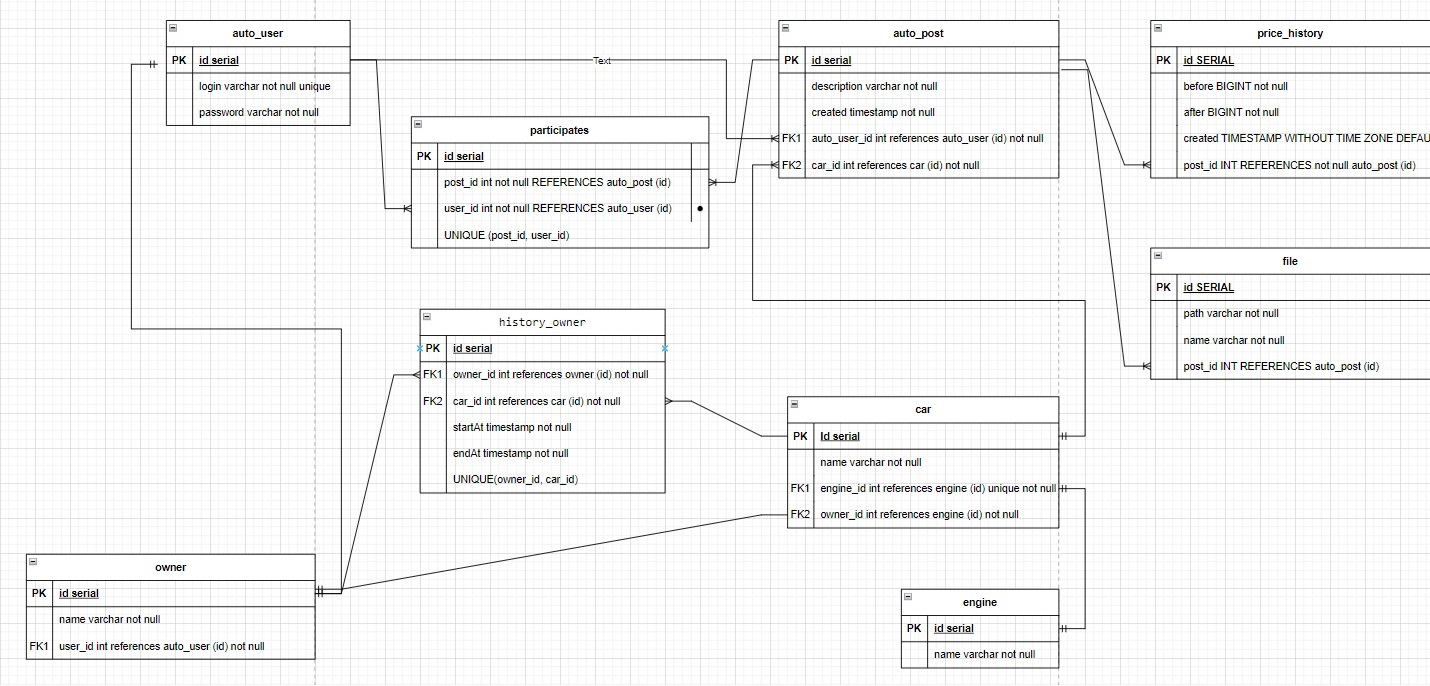 auto_user
PK id serial
login varchar not null unique
password varchar not null
Text
auto_post
PK id serial
description varchar not null
created timestamp not null
FK1 auto_user_id int references auto_user (id) not null
FK2 car_id int references car (id) not null
price_history
PK id SERIAL
before BIGINT not null
after BIGINT not null
created TIMESTAMP WITHOUT TIME ZONE DEFAU
post_id INT REFERENCES not null auto_post (id)
participates
PK id serial
post_id int not null REFERENCES auto_post (id)
user_id int not null REFERENCES auto_user (id)
UNIQUE (post_id, user_id)
file
PK id SERIAL
path varchar not null
name varchar not null
post_id INT REFERENCES auto_post (id)
history_owner
PK id serial
FK1 owner_id int references owner (id) not null
FK2 car_id int references car (id) not null
startAt timestamp not null
endAt timestamp not null
UNIQUE(owner_id, car_id)
car
PK Id serial
name varchar not null
FK1 engine_id int references engine (id) unique not null
FK2 owner_id int references engine (id) not null
owner
PK id serial
name varchar not null
FK1 user_id int references auto_user (id) not null
engine
PK id serial
name varchar not null